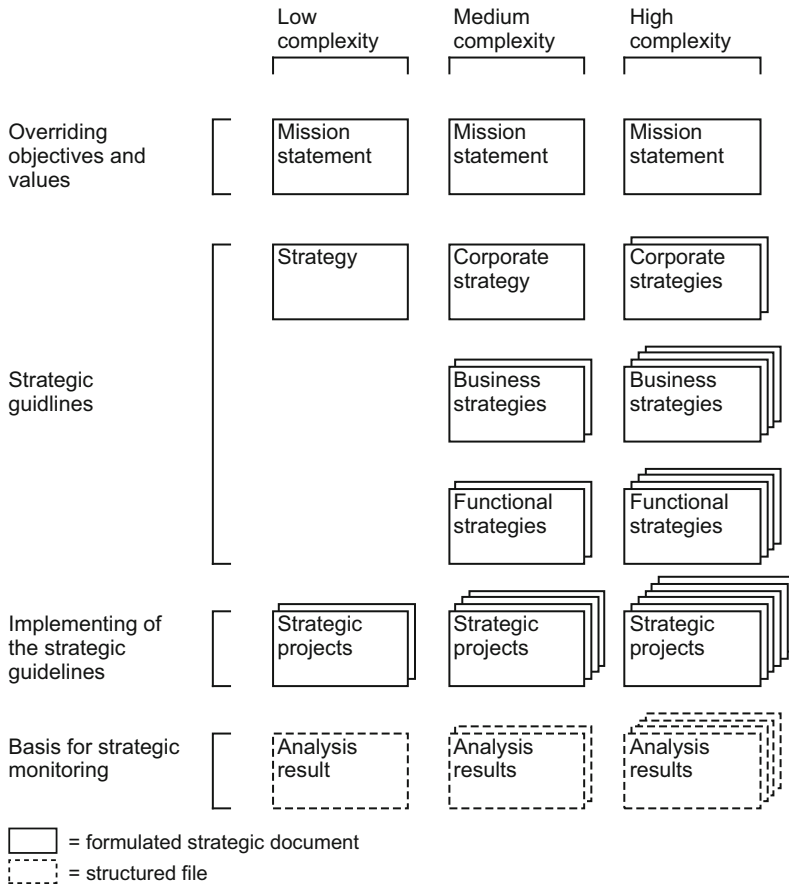 Low
complexity
Medium
complexity
High
complexity
Overriding
objectives and
values
Mission
statement
Mission
statement
Mission
statement
Strategic
guidlines
Strategy
Corporate
strategy
Corporate
strategies
Business
strategies
Business
strategies
Functional
strategies
Functional
strategies
Implementing of
the strategic
guidelines
Strategic
projects
Strategic
projects
Strategic
projects
Basis for strategic
monitoring
Analysis
result
Analysis
results
Analysis
results
= formulated strategic document
= structured file